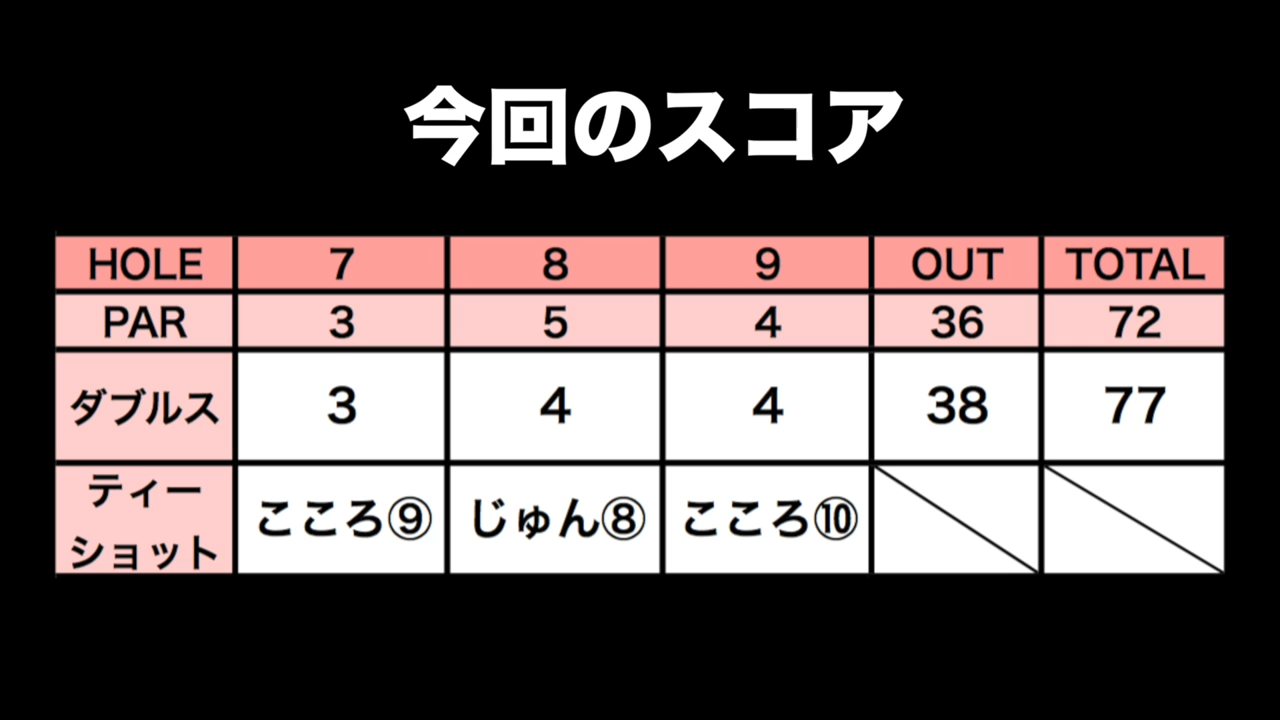 今回のスコア
HOLE 7 8 9 OUT TOTAL
PAR 3 5 4 36 72
ダブルス 3 4 4 38 77
ティー
ショット こころ⑨ じゅん⑧ こころ⑩